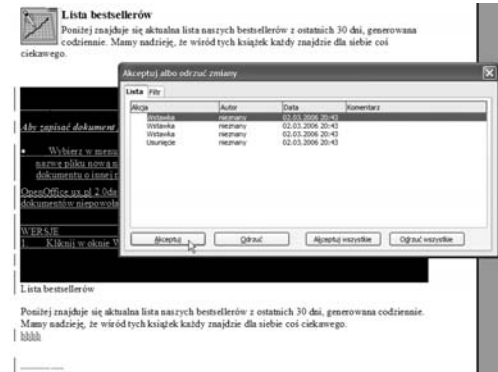 Lista bestsellerów
Poniżej znajduje się aktualna lista naszych bestsellerów z ostatnich 30 dni, generowana
codziennie. Mamy nadzieję, że wśród tych książek każdy znajdzie dla siebie coś
ciekawego.
Akceptuj albo odrzuć zmiany
Lista Filtr
Akcja Autor Data Komentarz
Wstawka nieznany 02.03.2006 20:43
Wstawka nieznany 02.03.2006 20:43
Wstawka nieznany 02.03.2006 20:43
Usunięcie nieznany 02.03.2006 20:43
Akceptuj Odrzuć Akceptuj wszystkie Odrzuć wszystkie
Aby zapisać dokument
• Wybierz w menu
nazwę pliku nowa n
dokumentu o innej n
OpenOffice.ux.pl 2.0da
dokumentów niepowoła
WERSJE
1. Kliknij w oknie W
Lista bestsellerów
Poniżej znajduje się aktualna lista naszych bestsellerów z ostatnich 30 dni, generowana codziennie.
Mamy nadzieję, że wśród tych książek każdy znajdzie dla siebie coś ciekawego.
hhhh